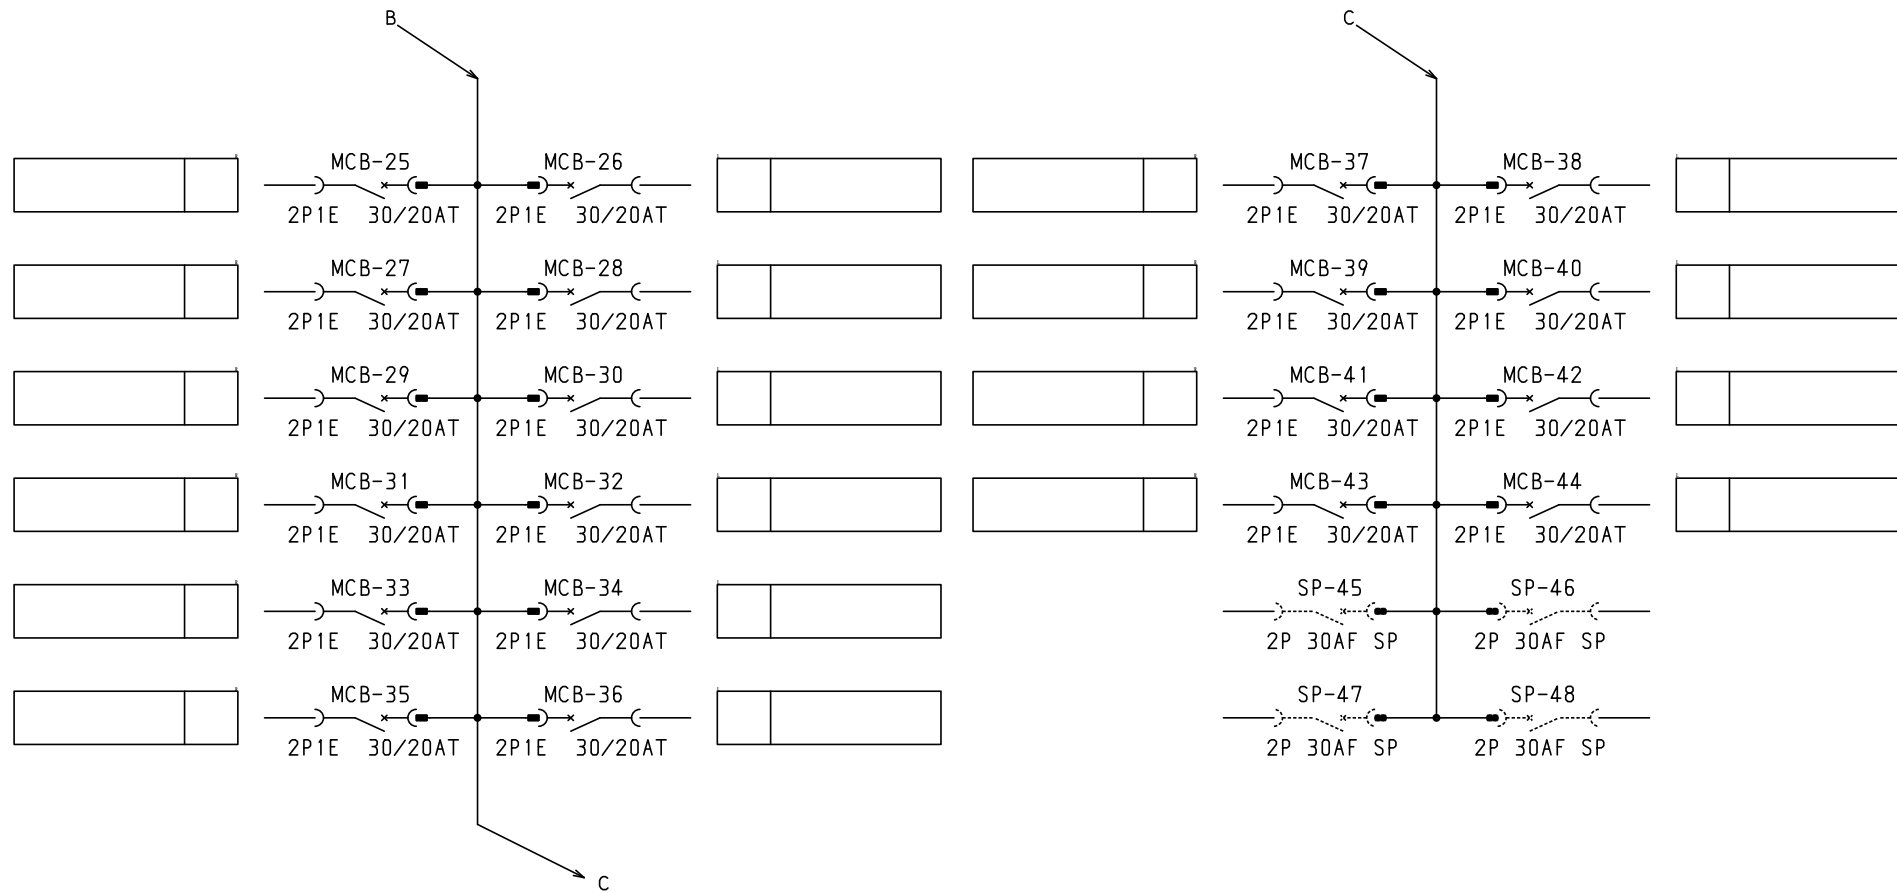 B
MCB-25 MCB-26
2P1E 30/20AT 2P1E 30/20AT
MCB-27 MCB-28
2P1E 30/20AT 2P1E 30/20AT
MCB-29 MCB-30
2P1E 30/20AT 2P1E 30/20AT
MCB-31 MCB-32
2P1E 30/20AT 2P1E 30/20AT
MCB-33 MCB-34
2P1E 30/20AT 2P1E 30/20AT
MCB-35 MCB-36
2P1E 30/20AT 2P1E 30/20AT
C
C
MCB-37 MCB-38
2P1E 30/20AT 2P1E 30/20AT
MCB-39 MCB-40
2P1E 30/20AT 2P1E 30/20AT
MCB-41 MCB-42
2P1E 30/20AT 2P1E 30/20AT
MCB-43 MCB-44
2P1E 30/20AT 2P1E 30/20AT
SP-45 SP-46
2P 30AF SP 2P 30AF SP
SP-47 SP-48
2P 30AF SP 2P 30AF SP